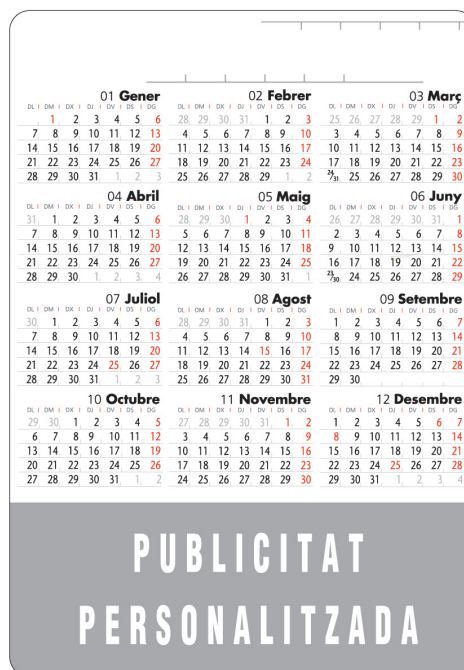 01 Gener
DL DM DX DJ DV DS DG
1 2 3 4 5 6
7 8 9 10 11 12 13
14 15 16 17 18 19 20
21 22 23 24 25 26 27
28 29 30 31 1 2 3
02 Febrer
DL DM DX DJ DV DS DG
28 29 30 31 1 2 3
4 5 6 7 8 9 10
11 12 13 14 15 16 17
18 19 20 21 22 23 24
25 26 27 28 29 1 2
03 Març
DL DM DX DJ DV DS DG
25 26 27 28 29 1 2
3 4 5 6 7 8 9
10 11 12 13 14 15 16
17 18 19 20 21 22 23
24/31 25 26 27 28 29 30
04 Abril
DL DM DX DJ DV DS DG
31 1 2 3 4 5 6
7 8 9 10 11 12 13
14 15 16 17 18 19 20
21 22 23 24 25 26 27
28 29 30 1 2 3 4
05 Maig
DL DM DX DJ DV DS DG
28 29 30 1 2 3 4
5 6 7 8 9 10 11
12 13 14 15 16 17 18
19 20 21 22 23 24 25
26 27 28 29 30 31 1
06 Juny
DL DM DX DJ DV DS DG
26 27 28 29 30 31 1
2 3 4 5 6 7 8
9 10 11 12 13 14 15
16 17 18 19 20 21 22
23/30 24 25 26 27 28 29
07 Juliol
DL DM DX DJ DV DS DG
30 1 2 3 4 5 6
7 8 9 10 11 12 13
14 15 16 17 18 19 20
21 22 23 24 25 26 27
28 29 30 31 1 2 3
08 Agost
DL DM DX DJ DV DS DG
28 29 30 31 1 2 3
4 5 6 7 8 9 10
11 12 13 14 15 16 17
18 19 20 21 22 23 24
25 26 27 28 29 30 31
09 Setembre
DL DM DX DJ DV DS DG
1 2 3 4 5 6 7
8 9 10 11 12 13 14
15 16 17 18 19 20 21
22 23 24 25 26 27 28
29 30
10 Octubre
DL DM DX DJ DV DS DG
29 30 1 2 3 4 5
6 7 8 9 10 11 12
13 14 15 16 17 18 19
20 21 22 23 24 25 26
27 28 29 30 31 1 2
11 Novembre
DL DM DX DJ DV DS DG
27 28 29 30 31 1 2
3 4 5 6 7 8 9
10 11 12 13 14 15 16
17 18 19 20 21 22 23
24 25 26 27 28 29 30
12 Desembre
DL DM DX DJ DV DS DG
1 2 3 4 5 6 7
8 9 10 11 12 13 14
15 16 17 18 19 20 21
22 23 24 25 26 27 28
29 30 31 1 2 3 4
PUBLICITAT
PERSONALITZADA